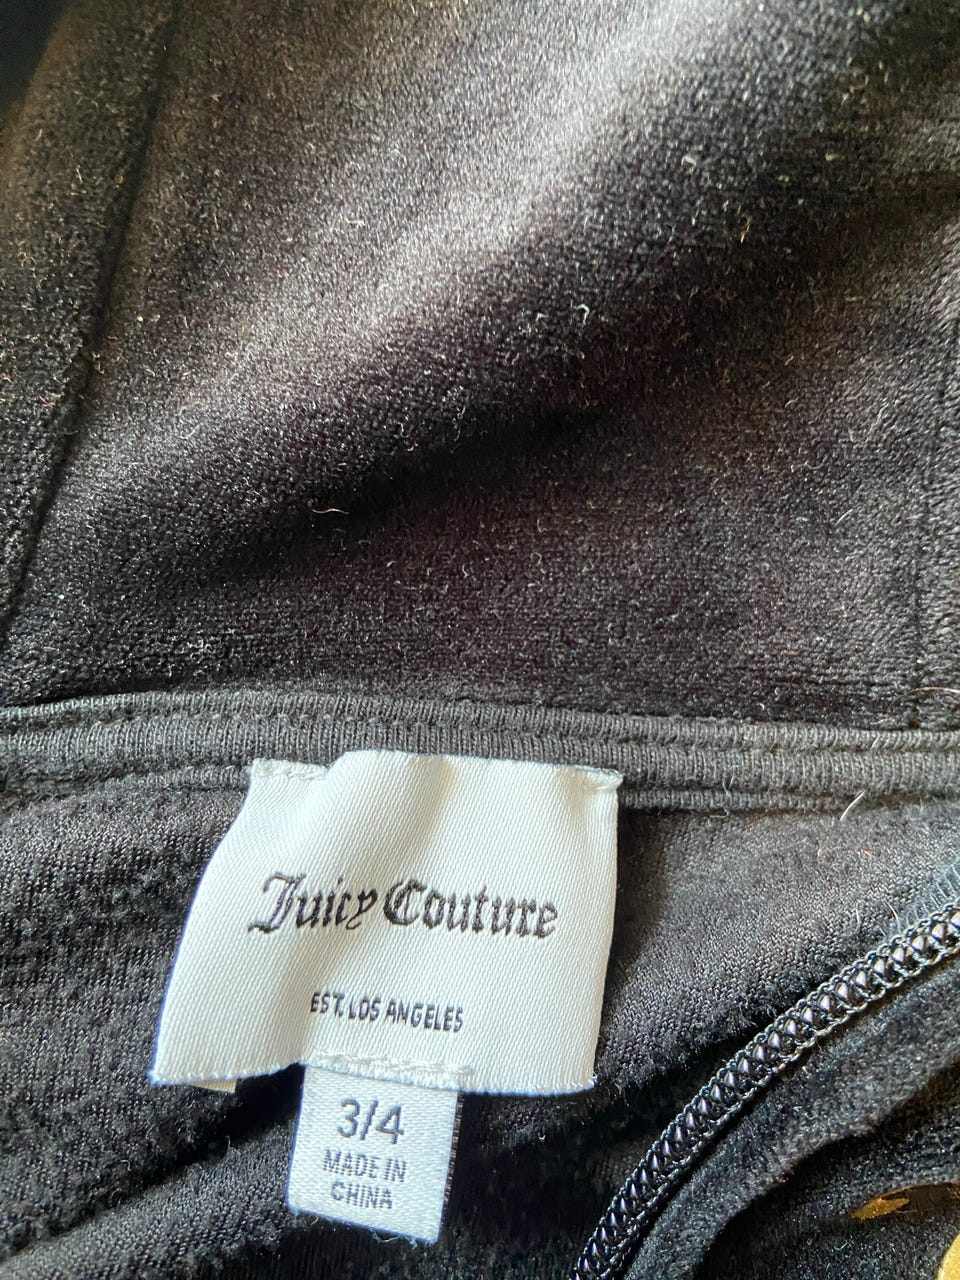 Juicy Couture
EST. LOS ANGELES
3/4
MADE IN
CHINA